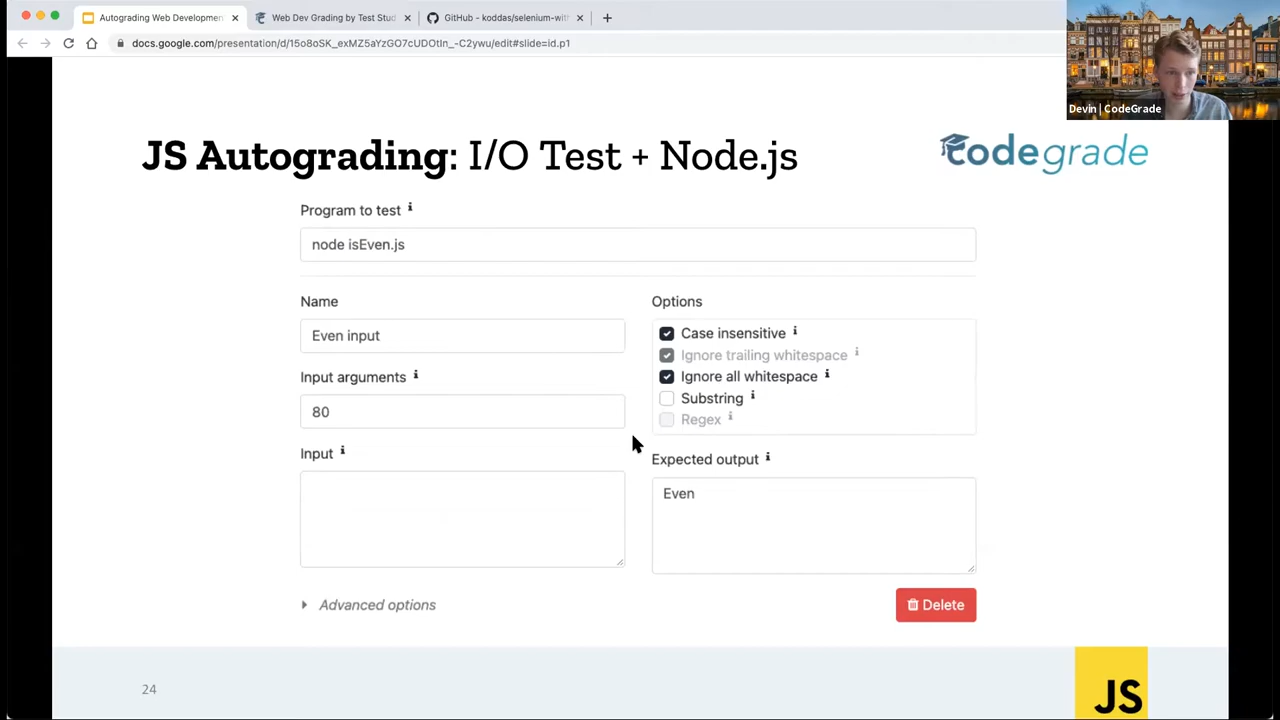 Autograding Web Developmen
Web Dev Grading by Test Stud
GitHub - koddas/selenium-with
docs.google.com/presentation/d/15o8oSK_exMZ5aYzGO7cUDOtIn_-C2ywu/edit#slide=id.p1
Devin | CodeGrade
JS Autograding: I/O Test + Node.js
codegrade
Program to test
node isEven.js
Name
Even input
Input arguments
80
Input
Options
Case insensitive
Ignore trailing whitespace
Ignore all whitespace
Substring
Regex
Expected output
Even
Advanced options
Delete
24
JS